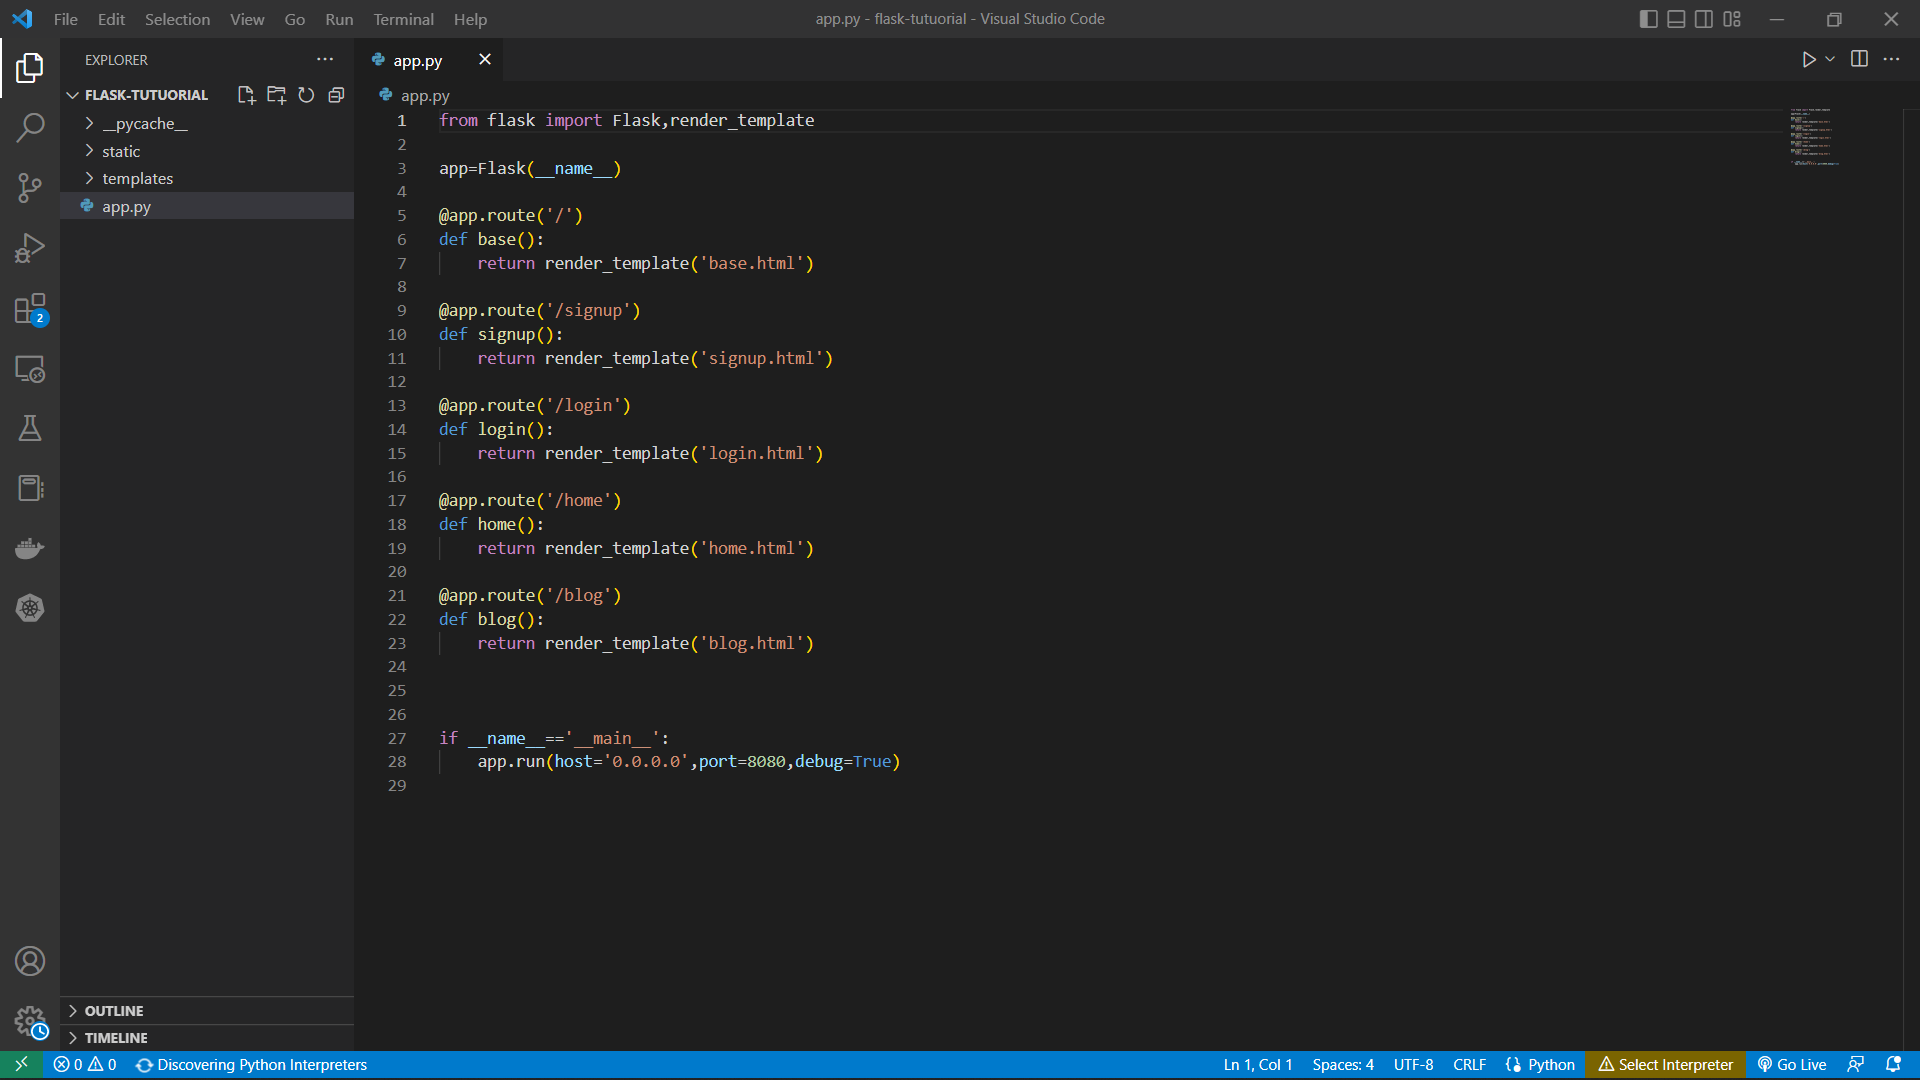 File Edit Selection View Go Run Terminal Help
app.py - flask-tutuorial - Visual Studio Code
EXPLORER
FLASK-TUTUORIAL
__pycache__
static
templates
app.py
2
app.py
app.py
1 from flask import Flask,render_template
2
3 app=Flask(__name__)
4
5 @app.route('/')
6 def base():
7 return render_template('base.html')
8
9 @app.route('/signup')
10 def signup():
11 return render_template('signup.html')
12
13 @app.route('/login')
14 def login():
15 return render_template('login.html')
16
17 @app.route('/home')
18 def home():
19 return render_template('home.html')
20
21 @app.route('/blog')
22 def blog():
23 return render_template('blog.html')
24
25
26
27 if __name__=='__main__':
28 app.run(host='0.0.0.0',port=8080,debug=True)
29
OUTLINE
TIMELINE
0 0 Discovering Python Interpreters
Ln 1, Col 1 Spaces: 4 UTF-8 CRLF Python Select Interpreter Go Live